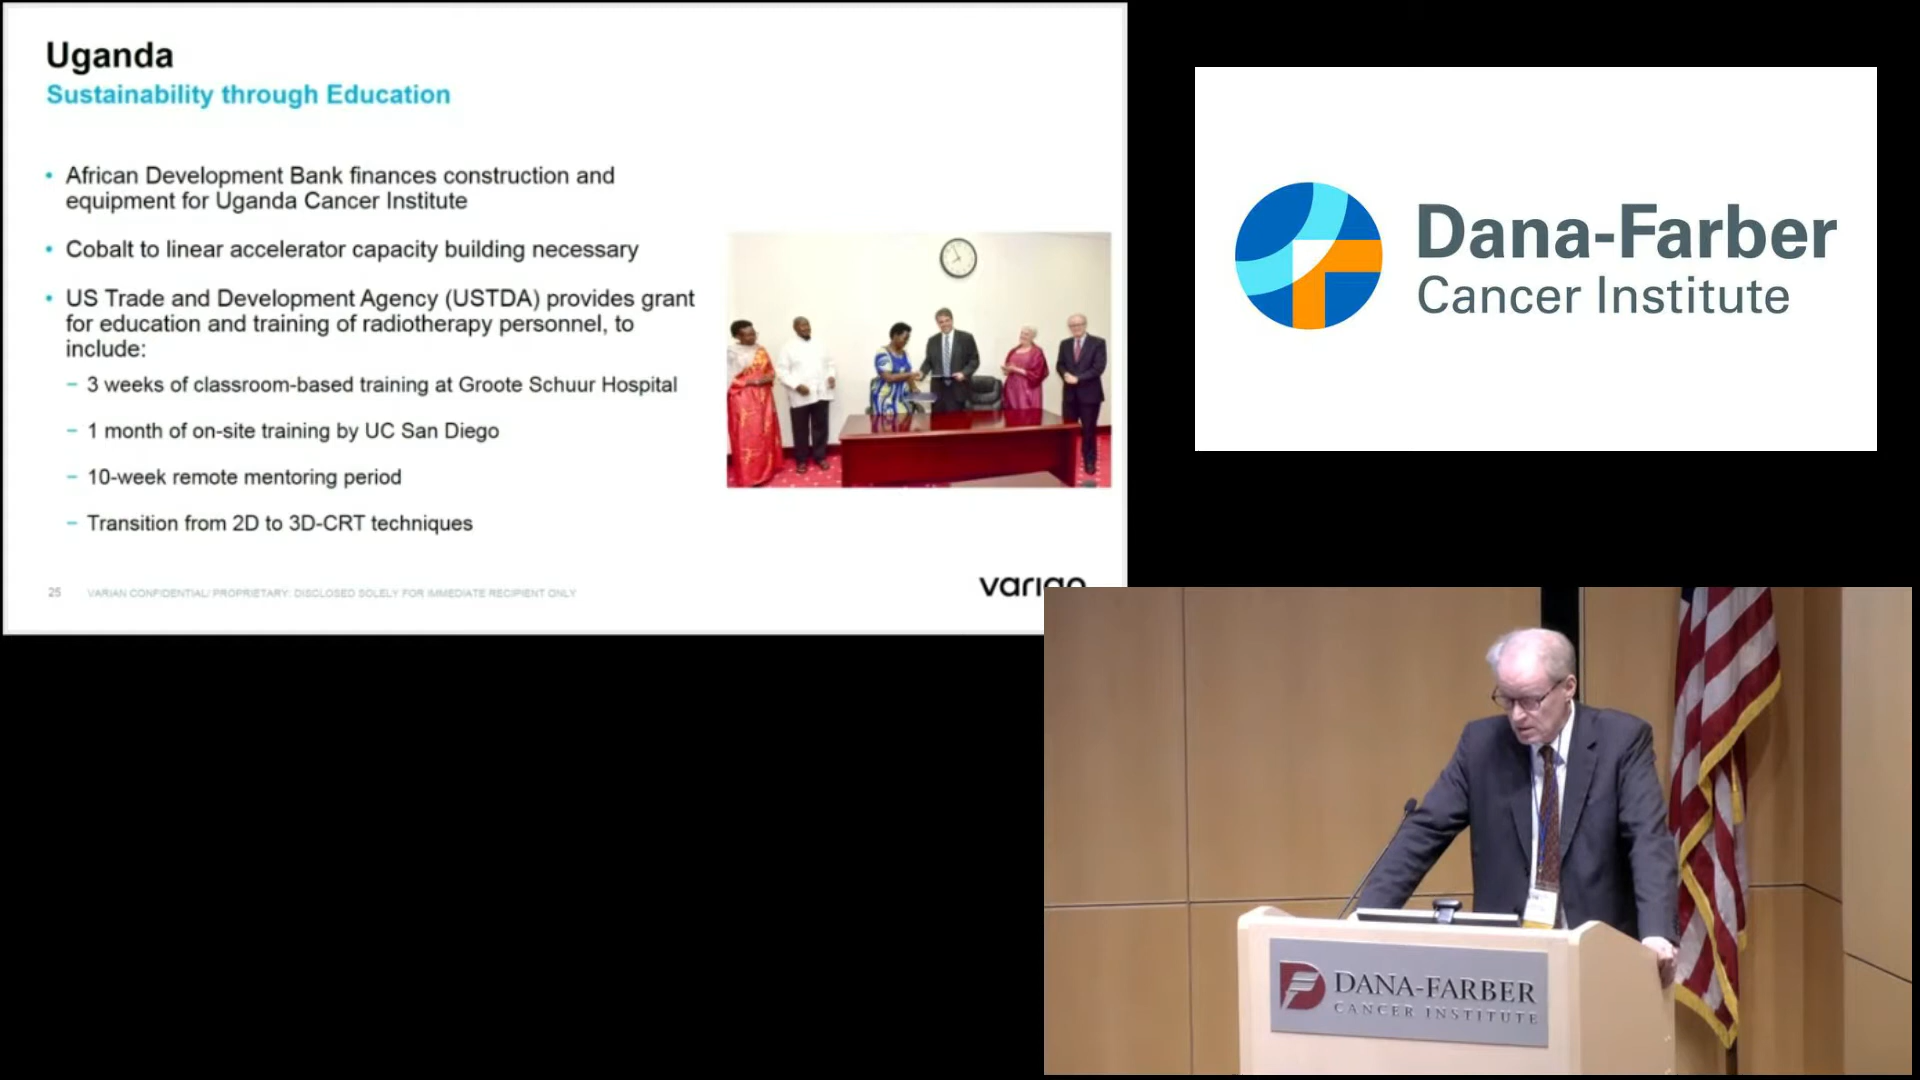 Uganda
Sustainability through Education
• African Development Bank finances construction and
equipment for Uganda Cancer Institute
• Cobalt to linear accelerator capacity building necessary
• US Trade and Development Agency (USTDA) provides grant
for education and training of radiotherapy personnel, to
include:
− 3 weeks of classroom-based training at Groote Schuur Hospital
− 1 month of on-site training by UC San Diego
− 10-week remote mentoring period
− Transition from 2D to 3D-CRT techniques
25 VARIAN CONFIDENTIAL/ PROPRIETARY: DISCLOSED SOLELY FOR IMMEDIATE RECIPIENT ONLY
varian
Dana-Farber
Cancer Institute
DANA-FARBER
CANCER INSTITUTE